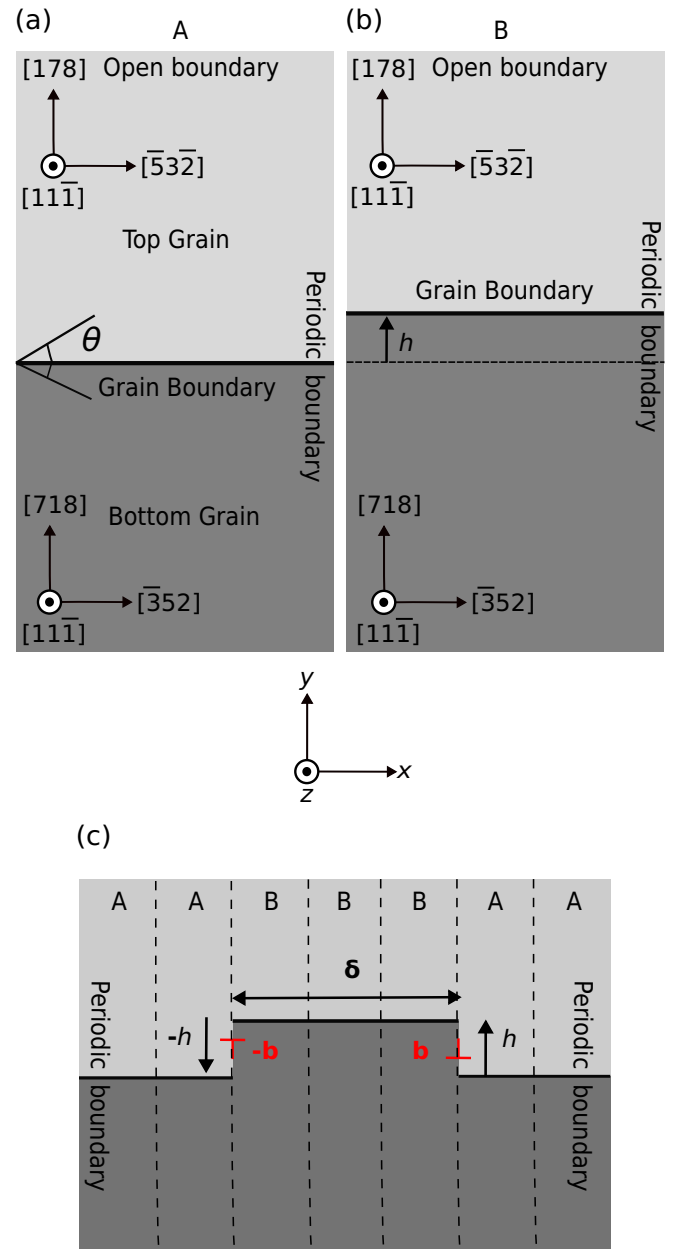 (a)
A
[178] Open boundary
[5̅32̅]
[111̅]
Top Grain
Periodic boundary
θ
Grain Boundary
[718]
Bottom Grain
[3̅52]
[111̅]
(b)
B
[178] Open boundary
[5̅32̅]
[111̅]
Periodic boundary
Grain Boundary
h
[718]
[3̅52]
[111̅]
y
x
z
(c)
A A B B B A A
δ
Periodic boundary
-h
-b
b
h
Periodic boundary